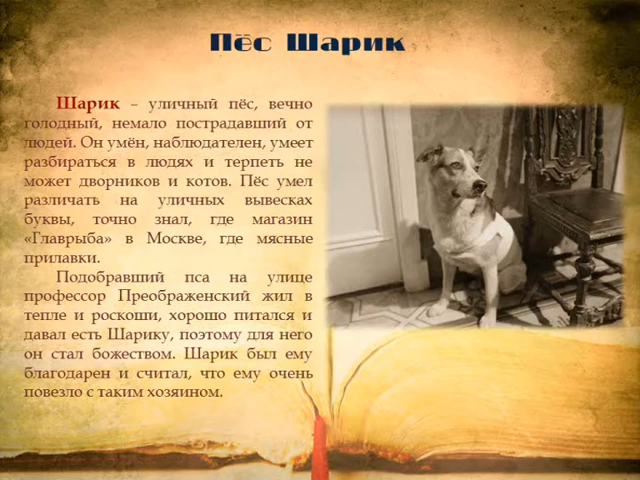 Пёс Шарик
Шарик – уличный пёс, вечно
голодный, немало пострадавший от
людей. Он умён, наблюдателен, умеет
разбираться в людях и терпеть не
может дворников и котов. Пёс умел
различать на уличных вывесках
буквы, точно знал, где магазин
«Главрыба» в Москве, где мясные
прилавки.
Подобравший пса на улице
профессор Преображенский жил в
тепле и роскоши, хорошо питался и
давал есть Шарику, поэтому для него
он стал божеством. Шарик был ему
благодарен и считал, что ему очень
повезло с таким хозяином.